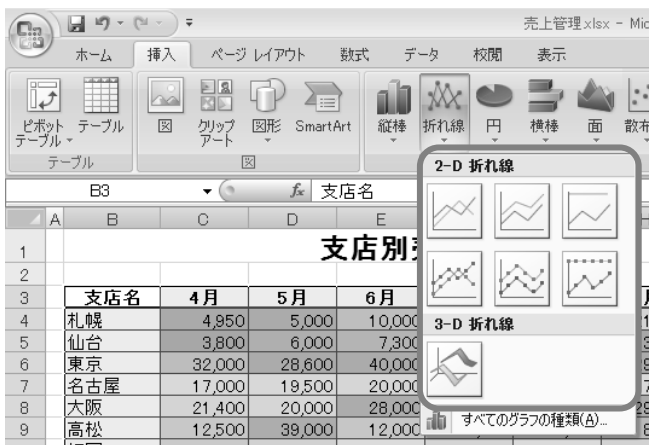 売上管理.xlsx - Mic
ホーム 挿入 ページ レイアウト 数式 データ 校閲 表示
ピボット テーブル テーブル 図 クリップ アート 図形 SmartArt 縦棒 折れ線 円 横棒 面 散布
テーブル 図
B3 fx 支店名
2-D 折れ線
3-D 折れ線
すべてのグラフの種類(A)...
A B C D E
1 支店別
2
3 支店名 4月 5月 6月
4 札幌 4,950 5,000 10,000
5 仙台 3,800 6,000 7,300
6 東京 32,000 28,600 40,000
7 名古屋 17,000 19,500 20,000
8 大阪 21,400 20,000 28,000
9 高松 12,500 39,000 12,000